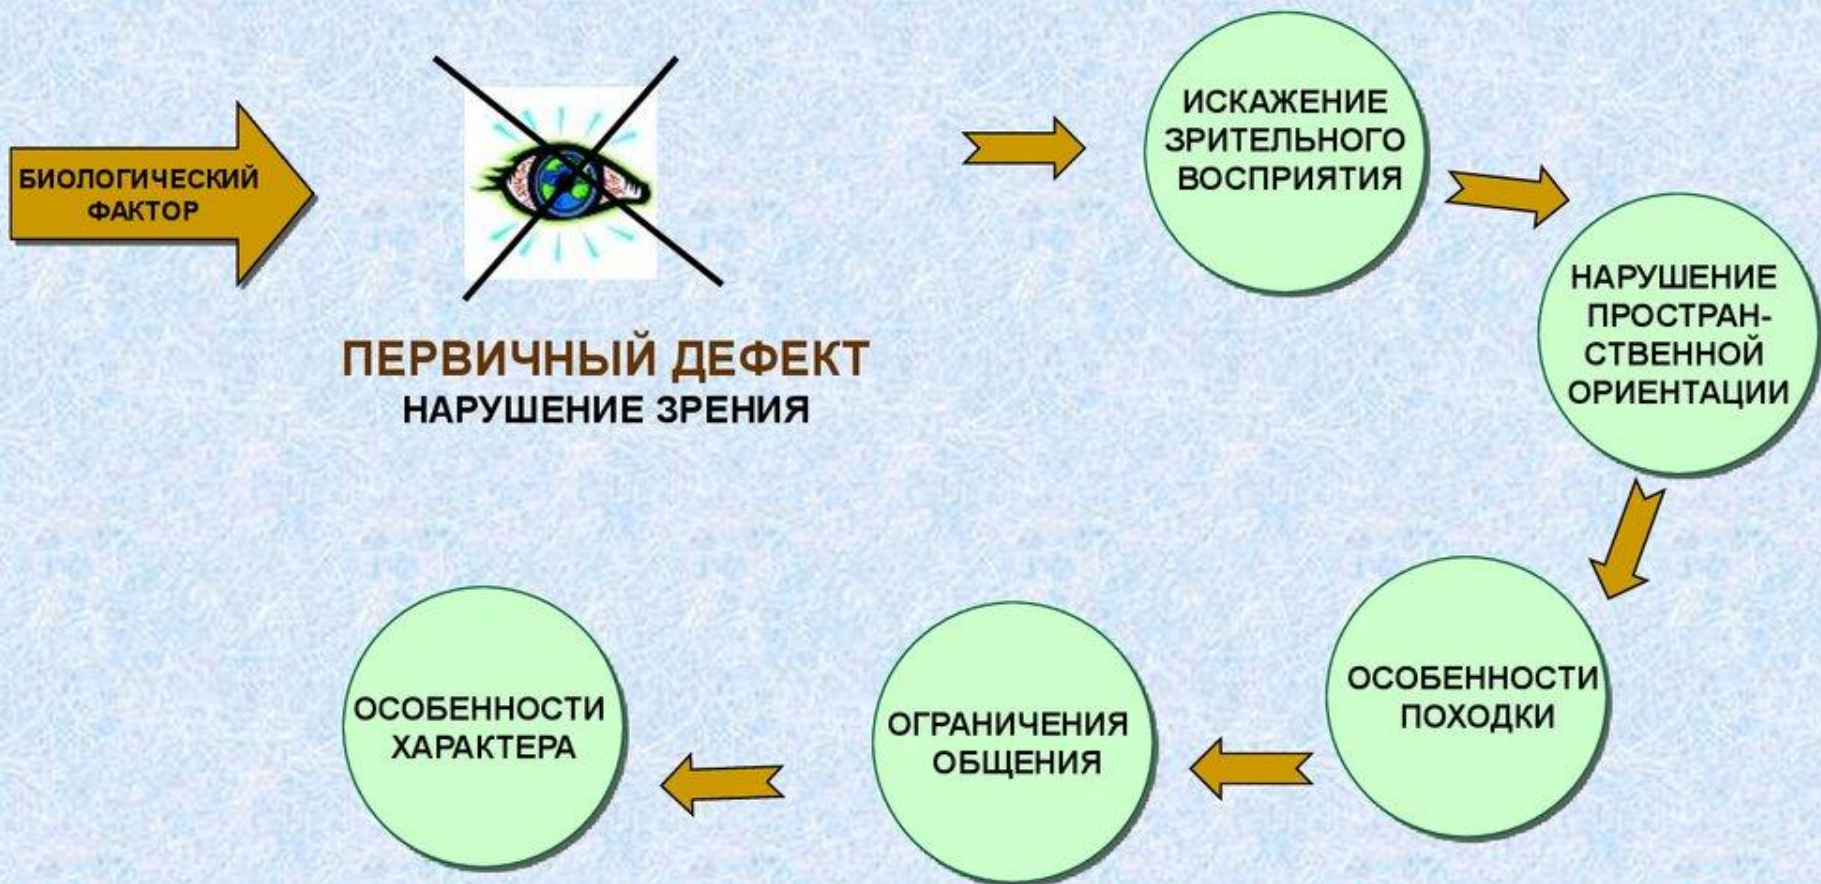 БИОЛОГИЧЕСКИЙ
ФАКТОР
ПЕРВИЧНЫЙ ДЕФЕКТ
НАРУШЕНИЕ ЗРЕНИЯ
ИСКАЖЕНИЕ
ЗРИТЕЛЬНОГО
ВОСПРИЯТИЯ
НАРУШЕНИЕ
ПРОСТРАН-
СТВЕННОЙ
ОРИЕНТАЦИИ
ОСОБЕННОСТИ
ПОХОДКИ
ОГРАНИЧЕНИЯ
ОБЩЕНИЯ
ОСОБЕННОСТИ
ХАРАКТЕРА